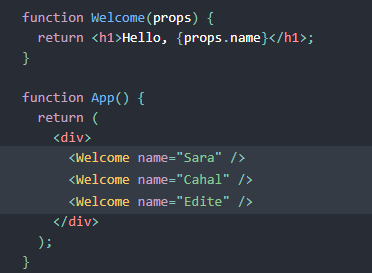 function Welcome(props) {
  return <h1>Hello, {props.name}</h1>;
}

function App() {
  return (
    <div>
      <Welcome name="Sara" />
      <Welcome name="Cahal" />
      <Welcome name="Edite" />
    </div>
  );
}